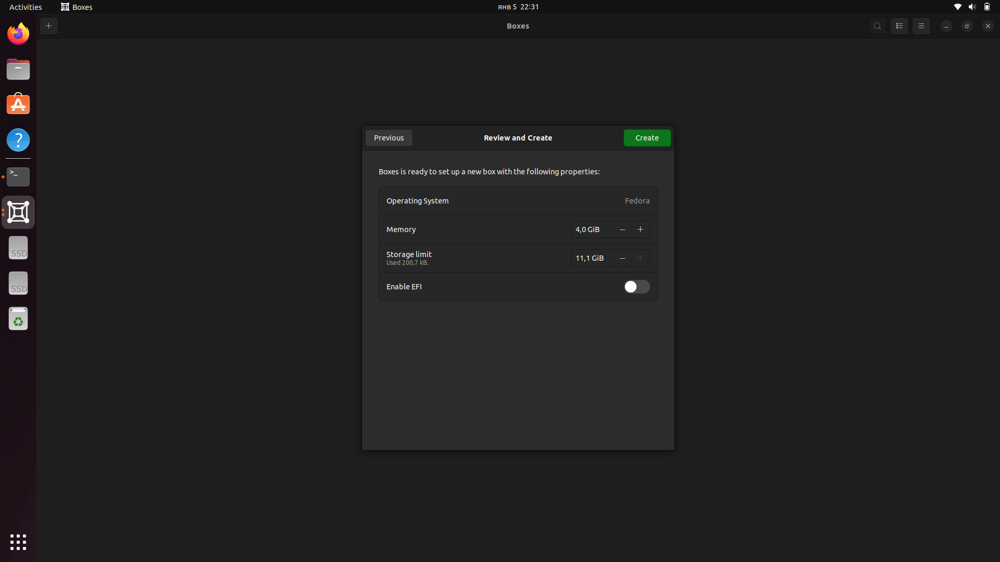 Activities
Boxes
янв 5 22:31
Boxes
Previous
Review and Create
Create
Boxes is ready to set up a new box with the following properties:
Operating System
Fedora
Memory
4,0 GiB
Storage limit
Used 200,7 kB.
11,1 GiB
Enable EFI
>_
SSD
SSD